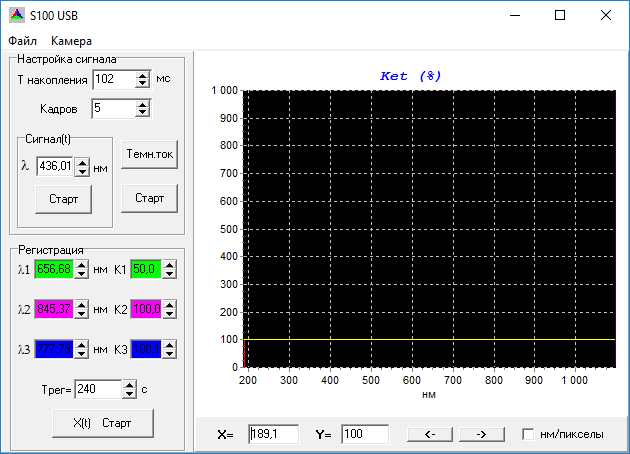 S100 USB
Файл Камера
Настройка сигнала
Т накопления 102 мс
Кадров 5
Сигнал(t)
λ 436,01 нм
Старт
Темн.ток
Старт
Регистрация
λ1 656,68 нм K1 50,0
λ2 845,37 нм K2 100,0
λ3 777,73 нм K3 100,
Tрег= 240 с
X(t) Старт
Ket (%)
1 000
900
800
700
600
500
400
300
200
100
0
200 300 400 500 600 700 800 900 1 000
нм
X= 189,1 Y= 100 <- -> нм/пикселы